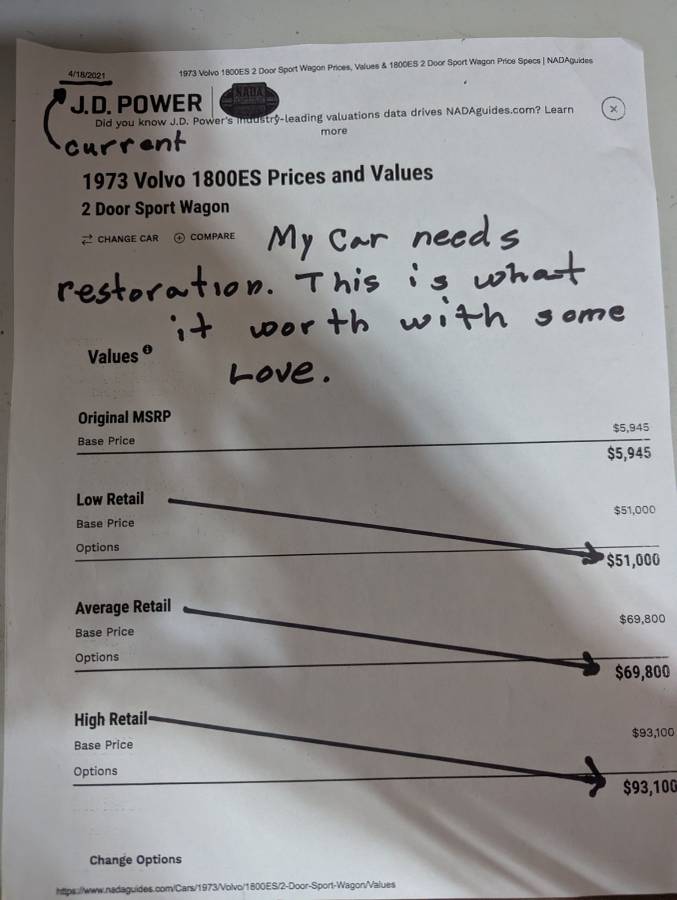 4/18/2021
1973 Volvo 1800ES 2 Door Sport Wagon Prices, Values & 1800ES 2 Door Sport Wagon Price Specs | NADAguides
J.D. POWER
NADA
Did you know J.D. Power's industry-leading valuations data drives NADAguides.com? Learn
more
current
1973 Volvo 1800ES Prices and Values
2 Door Sport Wagon
CHANGE CAR COMPARE
My Car needs
restoration. This is what
it worth with some
Love.
Values
Original MSRP
Base Price $5,945
$5,945
Low Retail
Base Price $51,000
Options
$51,000
Average Retail
Base Price $69,800
Options
$69,800
High Retail
Base Price $93,100
Options
$93,100
Change Options
https://www.nadaguides.com/Cars/1973/Volvo/1800ES/2-Door-Sport-Wagon/Values